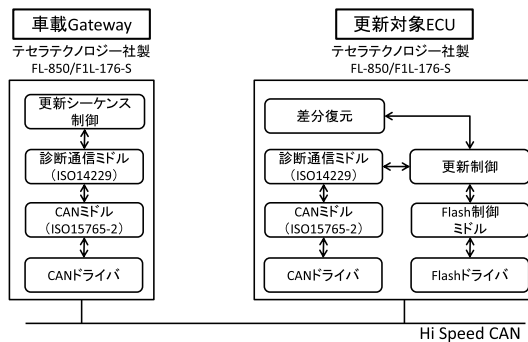 車載Gateway
テセラテクノロジー社製
FL-850/F1L-176-S
更新シーケンス
制御
診断通信ミドル
(ISO14229)
CANミドル
(ISO15765-2)
CANドライバ
更新対象ECU
テセラテクノロジー社製
FL-850/F1L-176-S
差分復元
診断通信ミドル
(ISO14229)
更新制御
CANミドル
(ISO15765-2)
Flash制御
ミドル
CANドライバ
Flashドライバ
Hi Speed CAN